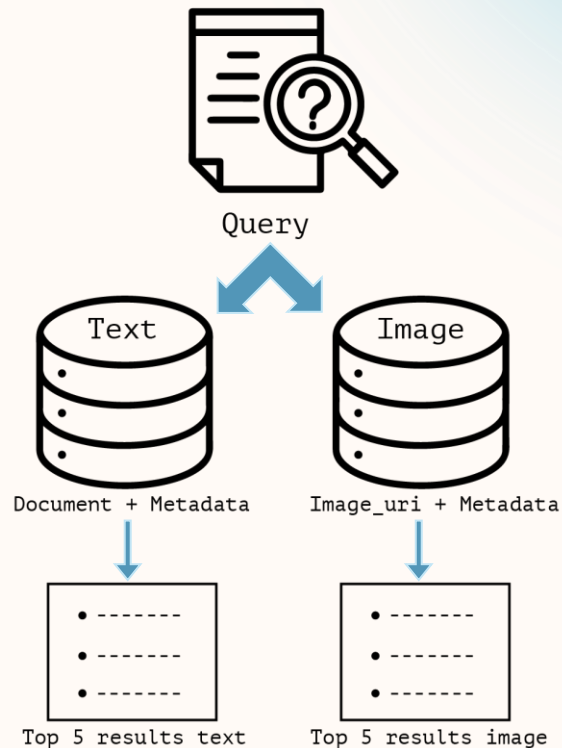 ?
Query
Text
Image
Document + Metadata
Image_uri + Metadata
Top 5 results text
Top 5 results image